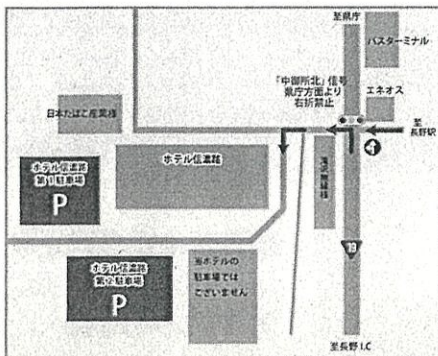 至県庁
バスターミナル
「中御所北」信号
県庁方面より
右折禁止
エネオス
日本たばこ産業様
至
長野駅
ホテル信濃路
第1駐車場
P
ホテル信濃路
19
ホテル信濃路
第2駐車場
P
当ホテルの
駐車場では
ございません
至長野 I.C